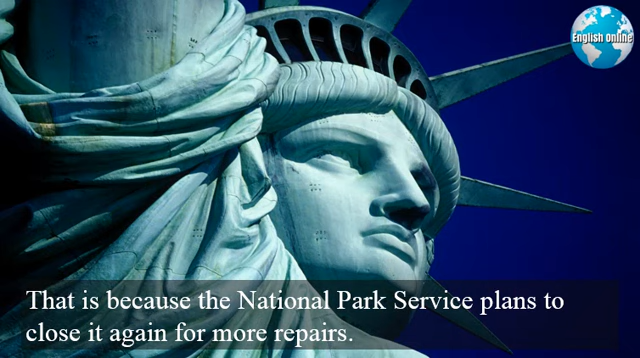 English online
That is because the National Park Service plans to
close it again for more repairs.